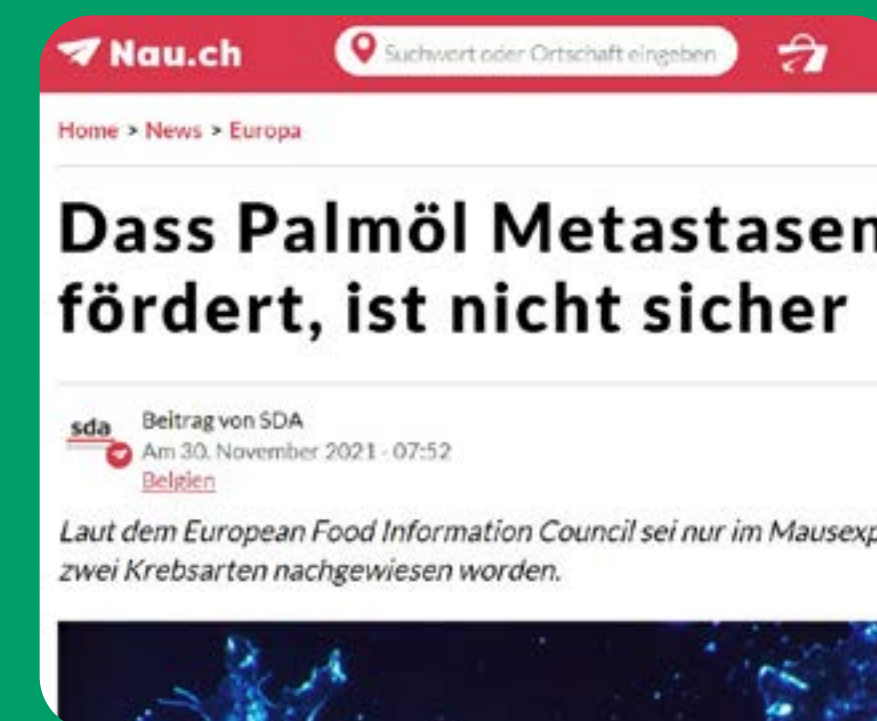 Nau.ch
Suchwort oder Ortschaft eingeben
Home > News > Europa
Dass Palmöl Metastasen
fördert, ist nicht sicher
sda
Beitrag von SDA
Am 30. November 2021 - 07:52
Belgien
Laut dem European Food Information Council sei nur im Mausexp
zwei Krebsarten nachgewiesen worden.